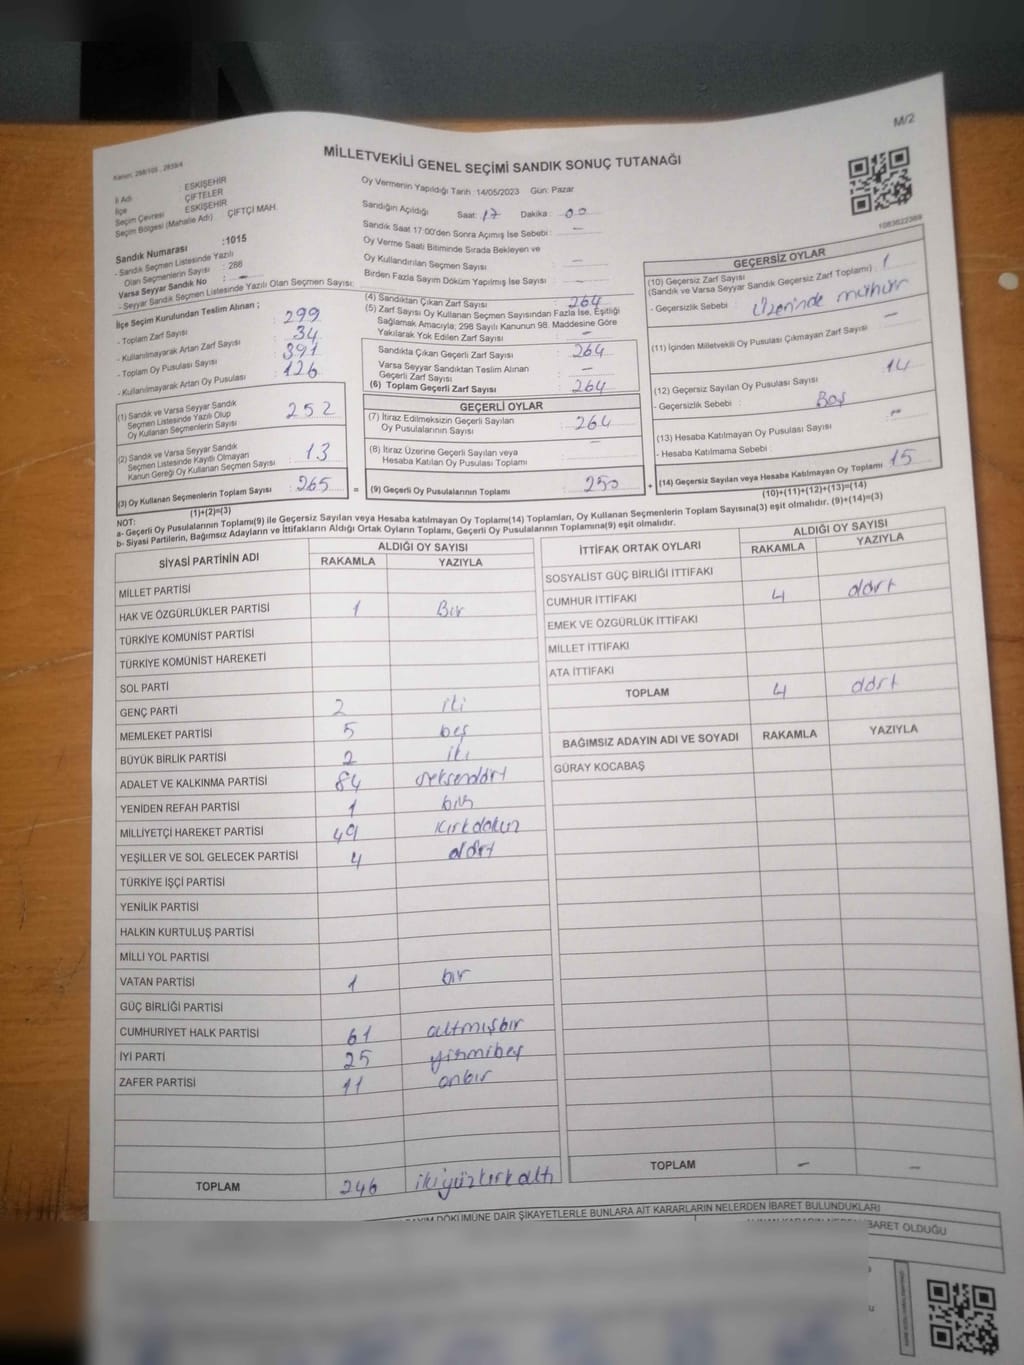 M/2
Kanun: 298/105 , 2839/4
MİLLETVEKİLİ GENEL SEÇİMİ SANDIK SONUÇ TUTANAĞI
İl Adı : ESKİŞEHİR
İlçe : ÇİFTELER
Seçim Çevresi : ESKİŞEHİR
Seçim Bölgesi (Mahalle Adı) : ÇİFTÇİ MAH.
Sandık Numarası :1015
- Sandık Seçmen Listesinde Yazılı
Olan Seçmenlerin Sayısı : 288
Varsa Seyyar Sandık No : -
- Seyyar Sandık Seçmen Listesinde Yazılı Olan Seçmen Sayısı:
Oy Vermenin Yapıldığı Tarih 14/05/2023 Gün: Pazar
Sandığın Açıldığı Saat: 17 Dakika : 00
Sandık Saat 17:00'den Sonra Açımış İse Sebebi : -
Oy Verme Saati Bitiminde Sırada Bekleyen ve
Oy Kullandırılan Seçmen Sayısı : -
Birden Fazla Sayım Döküm Yapılmış İse Sayısı : -
1083622369
İlçe Seçim Kurulundan Teslim Alınan ;
- Toplam Zarf Sayısı : 299
- Kullanılmayarak Artan Zarf Sayısı : 34
- Toplam Oy Pusulası Sayısı : 391
- Kullanılmayarak Artan Oy Pusulası : 126
(1) Sandık ve Varsa Seyyar Sandık
Seçmen Listesinde Yazılı Olup
Oy Kullanan Seçmenlerin Sayısı : 252
(2) Sandık ve Varsa Seyyar Sandık
Seçmen Listesinde Kayıtlı Olmayan
Kanun Gereği Oy Kullanan Seçmen Sayısı : 13
(3) Oy Kullanan Seçmenlerin Toplam Sayısı : 265
(1)+(2)=(3)
(4) Sandıktan Çıkan Zarf Sayısı : 264
(5) Zarf Sayısı Oy Kullanan Seçmen Sayısından Fazla İse, Eşitliği
Sağlamak Amacıyla; 298 Sayılı Kanunun 98. Maddesine Göre
Yakılarak Yok Edilen Zarf Sayısı : -
Sandıkta Çıkan Geçerli Zarf Sayısı : 264
Varsa Seyyar Sandıktan Teslim Alınan
Geçerli Zarf Sayısı : -
(6) Toplam Geçerli Zarf Sayısı : 264
GEÇERLİ OYLAR
(7) İtiraz Edilmeksizin Geçerli Sayılan
Oy Pusulalarının Sayısı : 264
(8) İtiraz Üzerine Geçerli Sayılan veya
Hesaba Katılan Oy Pusulası Toplamı : -
= (9) Geçerli Oy Pusulalarının Toplamı : 250
GEÇERSİZ OYLAR
(10) Geçersiz Zarf Sayısı
(Sandık ve Varsa Seyyar Sandık Geçersiz Zarf Toplamı) : 1
- Geçersizlik Sebebi : Üzerinde mühür
(11) İçinden Milletvekili Oy Pusulası Çıkmayan Zarf Sayısı : -
(12) Geçersiz Sayılan Oy Pusulası Sayısı : 14
- Geçersizlik Sebebi : Boş
(13) Hesaba Katılmayan Oy Pusulası Sayısı : -
- Hesaba Katılmama Sebebi :
+ (14) Geçersiz Sayılan veya Hesaba Katılmayan Oy Toplamı : 15
(10)+(11)+(12)+(13)=(14)
NOT:
a- Geçerli Oy Pusulalarının Toplamı(9) ile Geçersiz Sayılan veya Hesaba katılmayan Oy Toplamı(14) Toplamları, Oy Kullanan Seçmenlerin Toplam Sayısına(3) eşit olmalıdır. (9)+(14)=(3)
b- Siyasi Partilerin, Bağımsız Adayların ve İttifakların Aldığı Ortak Oyların Toplamı, Geçerli Oy Pusulalarının Toplamına(9) eşit olmalıdır.
SİYASİ PARTİNİN ADI ALDIĞI OY SAYISI
RAKAMLA YAZIYLA
MİLLET PARTİSİ
HAK VE ÖZGÜRLÜKLER PARTİSİ 1 Bir
TÜRKİYE KOMÜNİST PARTİSİ
TÜRKİYE KOMÜNİST HAREKETİ
SOL PARTİ
GENÇ PARTİ 2 iki
MEMLEKET PARTİSİ 5 beş
BÜYÜK BİRLİK PARTİSİ 2 iki
ADALET VE KALKINMA PARTİSİ 84 seksendört
YENİDEN REFAH PARTİSİ 1 bir
MİLLİYETÇİ HAREKET PARTİSİ 49 kırkdokuz
YEŞİLLER VE SOL GELECEK PARTİSİ 4 dört
TÜRKİYE İŞÇİ PARTİSİ
YENİLİK PARTİSİ
HALKIN KURTULUŞ PARTİSİ
MİLLİ YOL PARTİSİ
VATAN PARTİSİ 1 bir
GÜÇ BİRLİĞİ PARTİSİ
CUMHURİYET HALK PARTİSİ 61 altmışbir
İYİ PARTİ 25 yirmibeş
ZAFER PARTİSİ 11 onbir
TOPLAM 246 ikiyüzkırkaltı
İTTİFAK ORTAK OYLARI ALDIĞI OY SAYISI
RAKAMLA YAZIYLA
SOSYALİST GÜÇ BİRLİĞİ İTTİFAKI
CUMHUR İTTİFAKI 4 dört
EMEK VE ÖZGÜRLÜK İTTİFAKI
MİLLET İTTİFAKI
ATA İTTİFAKI
TOPLAM 4 dört
BAĞIMSIZ ADAYIN ADI VE SOYADI RAKAMLA YAZIYLA
GÜRAY KOCABAŞ
TOPLAM - -
SAYIM DÖKÜMÜNE DAİR ŞİKAYETLERLE BUNLARA AİT KARARLARIN NELERDEN İBARET BULUNDUKLARI
İBARET OLDUĞU